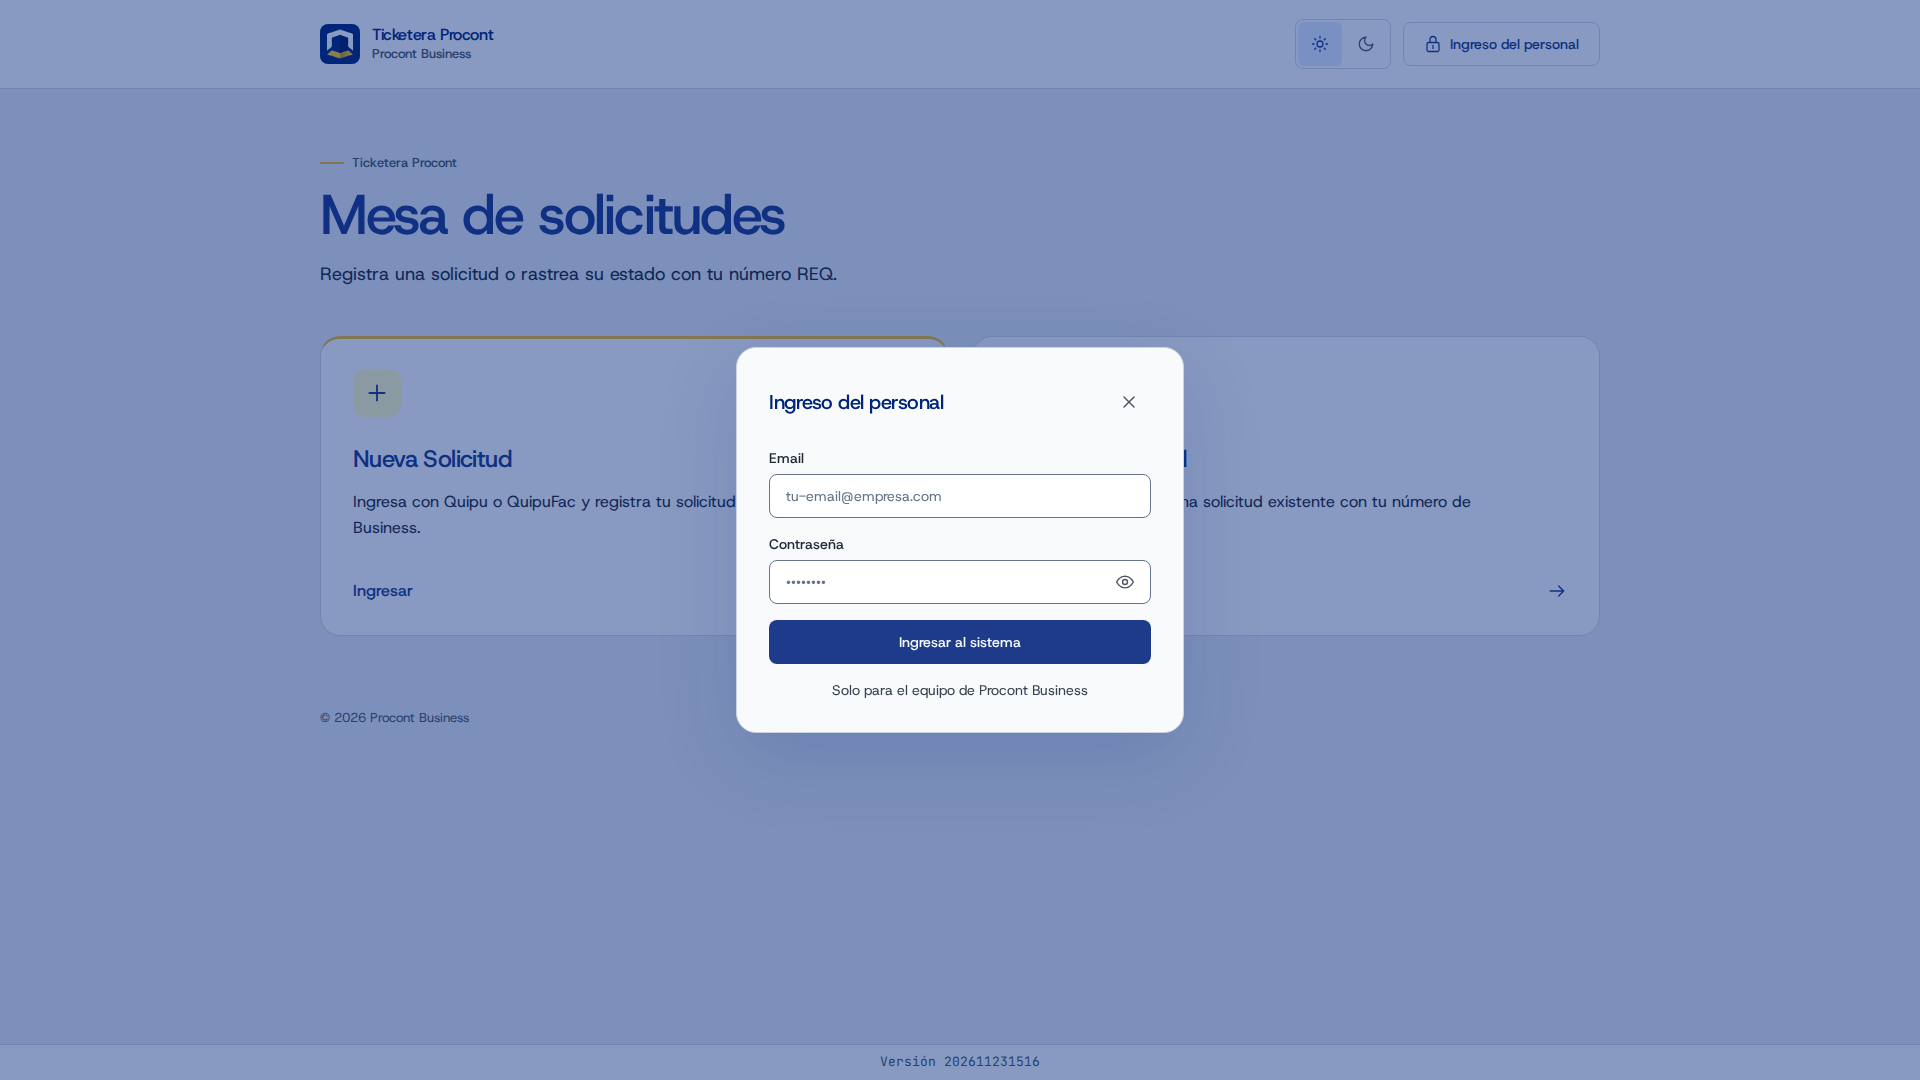 Ticketera Procont
Procont Business
Ingreso del personal
Ticketera Procont
Mesa de solicitudes
Registra una solicitud o rastrea su estado con tu número REQ.
Nueva Solicitud
Ingresa con Quipu o QuipuFac y registra tu solicitud
Business.
Ingresar
solicitud existente con tu número de
Ingreso del personal
Email
tu-email@empresa.com
Contraseña
••••••••
Ingresar al sistema
Solo para el equipo de Procont Business
© 2026 Procont Business
Versión 202611231516